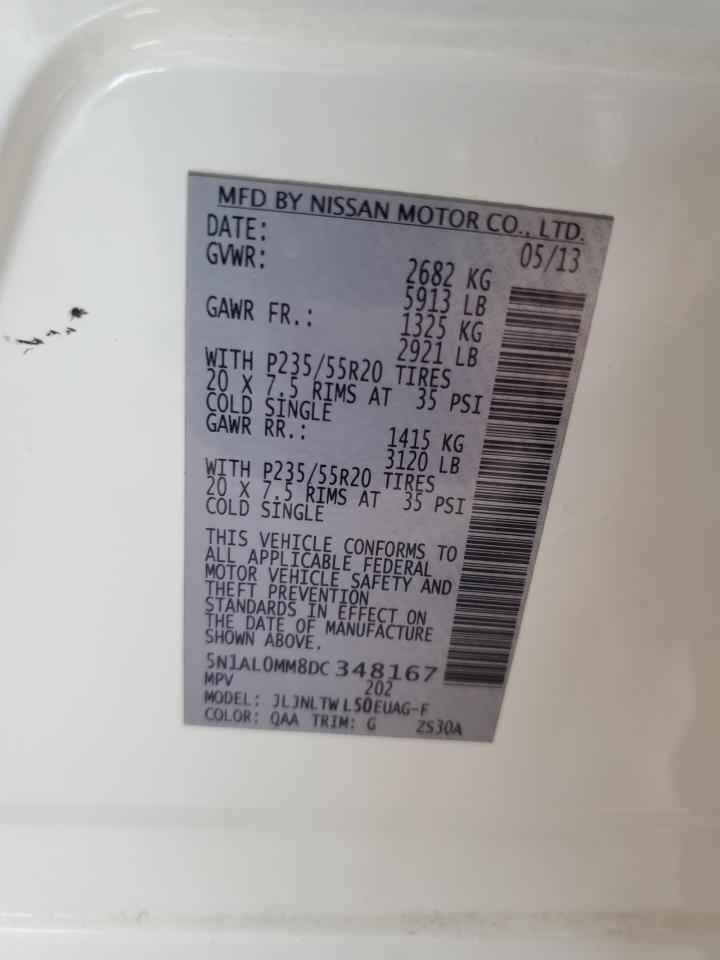 MFD BY NISSAN MOTOR CO., LTD.
DATE: 05/13
GVWR: 2682 KG
5913 LB
GAWR FR.: 1325 KG
2921 LB
WITH P235/55R20 TIRES
20 X 7.5 RIMS AT 35 PSI
COLD SINGLE
GAWR RR.: 1415 KG
3120 LB
WITH P235/55R20 TIRES
20 X 7.5 RIMS AT 35 PSI
COLD SINGLE
THIS VEHICLE CONFORMS TO
ALL APPLICABLE FEDERAL
MOTOR VEHICLE SAFETY AND
THEFT PREVENTION
STANDARDS IN EFFECT ON
THE DATE OF MANUFACTURE
SHOWN ABOVE.
5N1AL0MM8DC 348167
MPV 202
MODEL: JLJNLTW L50EUAG-F
COLOR: QAA TRIM: G ZS30A